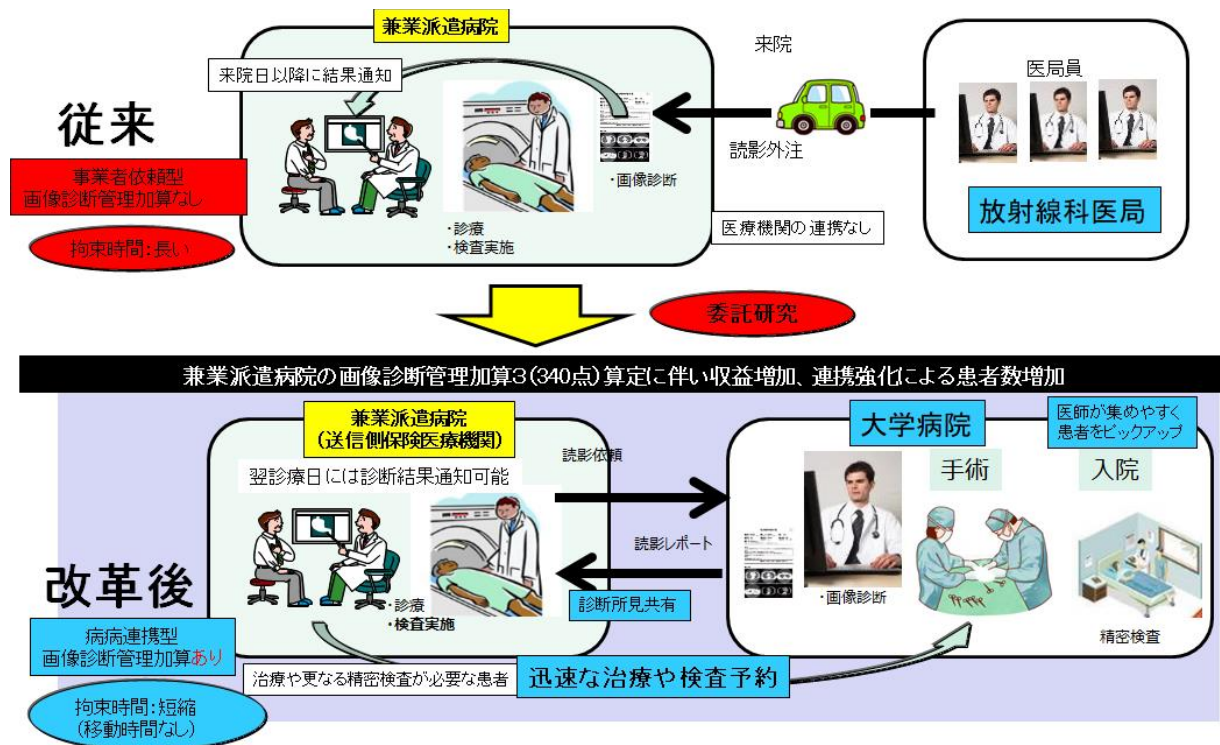 兼業派遣病院
来院日以降に結果通知
来院
医局員
従来
読影外注
・画像診断
事業者依頼型
画像診断管理加算なし
放射線科医局
・診療
・検査実施
医療機関の連携なし
拘束時間:長い
委託研究
兼業派遣病院の画像診断管理加算3(340点)算定に伴い収益増加、連携強化による患者数増加
兼業派遣病院
(送信側保険医療機関)
大学病院
医師が集めやすく
患者をピックアップ
読影依頼
翌診療日には診断結果通知可能
手術
入院
読影レポート
改革後
・診療
・検査実施
診断所見共有
・画像診断
精密検査
病病連携型
画像診断管理加算あり
治療や更なる精密検査が必要な患者
迅速な治療や検査予約
拘束時間:短縮
(移動時間なし)